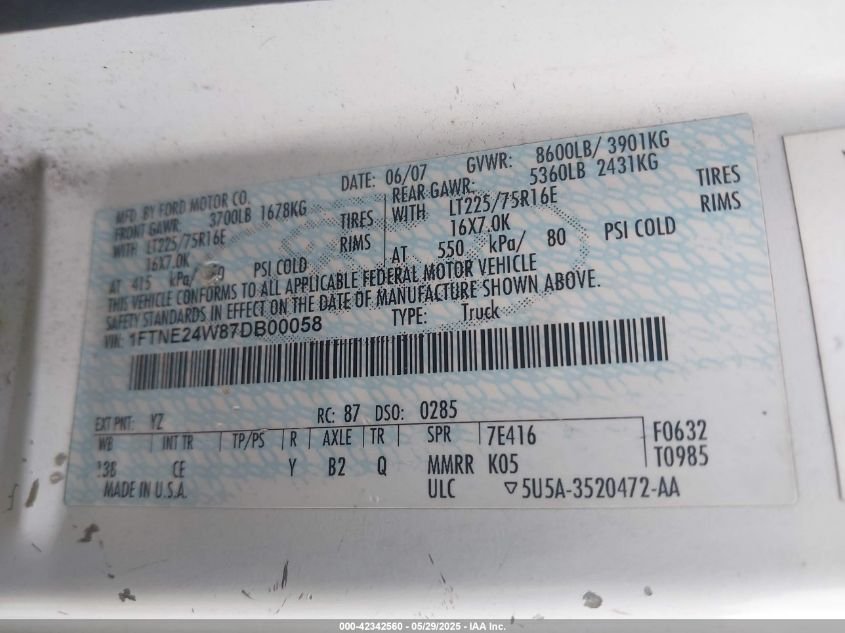 MFD. BY FORD MOTOR CO.
DATE: 06/07 GVWR: 8600LB/ 3901KG
FRONT GAWR: 3700LB 1678KG
REAR GAWR: 5360LB 2431KG
WITH LT225/75R16E TIRES
WITH LT225/75R16E TIRES
16X7.0K RIMS
16X7.0K RIMS
AT 415 kPa/ PSI COLD
AT 550 kPa/ 80 PSI COLD
THIS VEHICLE CONFORMS TO ALL APPLICABLE FEDERAL MOTOR VEHICLE
SAFETY STANDARDS IN EFFECT ON THE DATE OF MANUFACTURE SHOWN ABOVE.
VIN: 1FTNE24W87DB00058 TYPE: Truck
EXT PNT: YZ RC: 87 DSO: 0285
WB INT TR TP/PS R AXLE TR SPR 7E416 F0632
138 CE Y B2 Q MMRR K05 T0985
MADE IN U.S.A. ULC 5U5A-3520472-AA
000-42342560 - 05/29/2025 - IAA Inc.